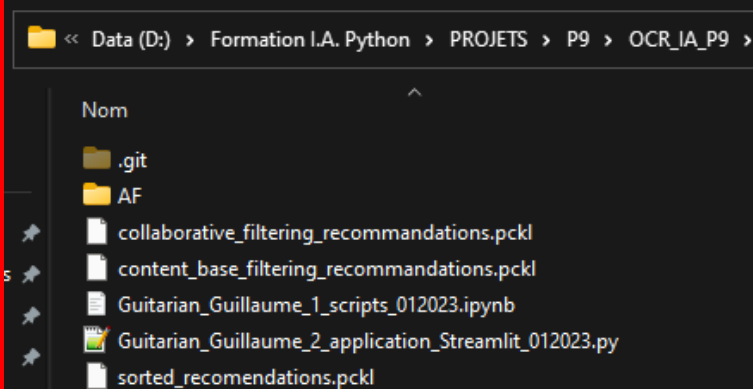 « Data (D:) > Formation I.A. Python > PROJETS > P9 > OCR_IA_P9 >
Nom
.git
AF
collaborative_filtering_recommandations.pckl
s content_base_filtering_recommandations.pckl
Guitarian_Guillaume_1_scripts_012023.ipynb
Guitarian_Guillaume_2_application_Streamlit_012023.py
sorted_recomendations.pckl